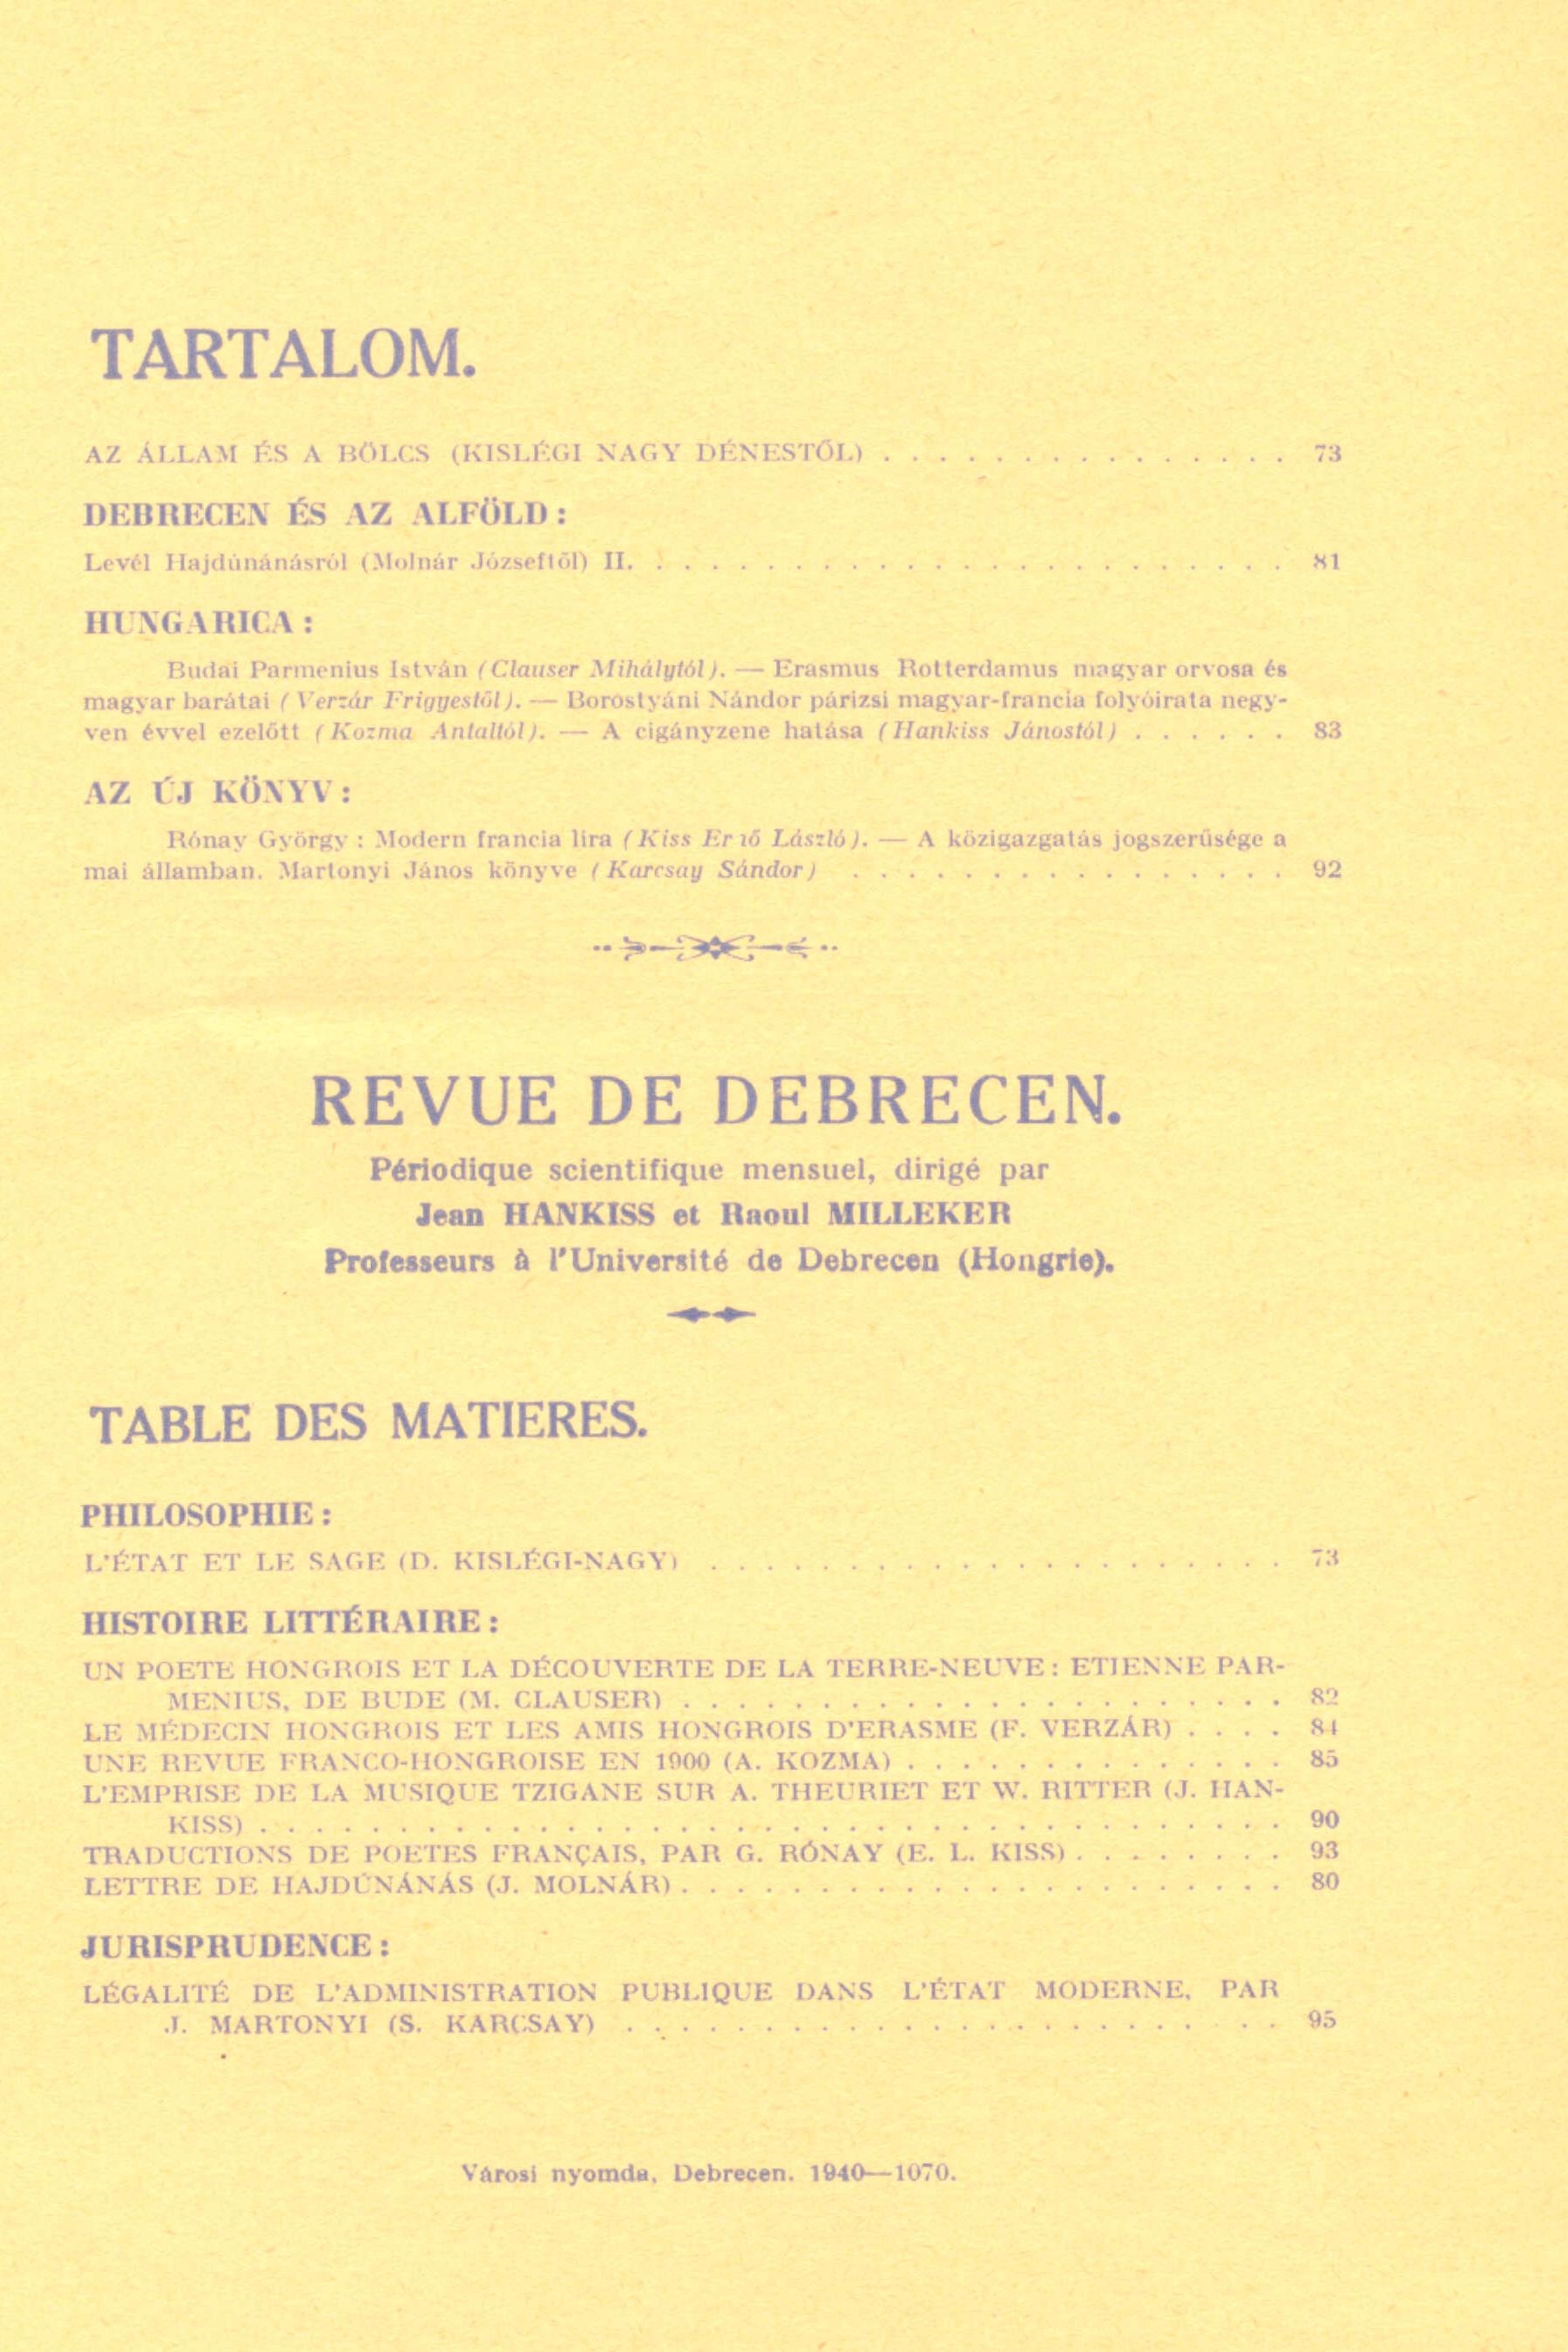 TARTALOM.
AZ ÁLLAM ÉS A BÖLCS (KISLÉGI NAGY DÉNESTŐL) . . . . . . . . . . . . . . . 73
DEBRECEN ÉS AZ ALFÖLD :
Levél Hajdúnánásról (Molnár Józseftől) II. . . . . . . . . . . . . . . . . . . . . . . . 81
HUNGARICA :
Budai Parmenius István (Clauser Mihálytól). — Erasmus Rotterdamus magyar orvosa és
magyar barátai (Verzár Frigyestől). — Borostyáni Nándor párizsi magyar-francia folyóirata negy-
ven évvel ezelőtt (Kozma Antaltól). — A cigányzene hatása (Hankiss Jánostól) . . . . . . 83
AZ ÚJ KÖNYV :
Rónay György : Modern francia líra (Kiss Ernő László). — A közigazgatás jogszerűsége a
mai államban. Martonyi János könyve (Karcsay Sándor) . . . . . . . . . . . . . . . . 92
REVUE DE DEBRECEN.
Périodique scientifique mensuel, dirigé par
Jean HANKISS et Raoul MILLEKER
Professeurs à l'Université de Debrecen (Hongrie).
TABLE DES MATIERES.
PHILOSOPHIE :
L'ÉTAT ET LE SAGE (D. KISLÉGI-NAGY) . . . . . . . . . . . . . . . . . . . . . 73
HISTOIRE LITTÉRAIRE :
UN POETE HONGROIS ET LA DÉCOUVERTE DE LA TERRE-NEUVE : ETIENNE PAR-
MENIUS, DE BUDE (M. CLAUSER) . . . . . . . . . . . . . . . . . . . . . . 82
LE MÉDECIN HONGROIS ET LES AMIS HONGROIS D'ERASME (F. VERZÁR) . . . . 84
UNE REVUE FRANCO-HONGROISE EN 1900 (A. KOZMA) . . . . . . . . . . . . . . 85
L'EMPRISE DE LA MUSIQUE TZIGANE SUR A. THEURIET ET W. RITTER (J. HAN-
KISS) . . . . . . . . . . . . . . . . . . . . . . . . . . . . . . . . . . . . . 90
TRADUCTIONS DE POETES FRANÇAIS, PAR G. RÓNAY (E. L. KISS) . . . . . . . . 93
LETTRE DE HAJDÚNÁNÁS (J. MOLNÁR) . . . . . . . . . . . . . . . . . . . . . . 80
JURISPRUDENCE :
LÉGALITÉ DE L'ADMINISTRATION PUBLIQUE DANS L'ÉTAT MODERNE, PAR
J. MARTONYI (S. KARCSAY) . . . . . . . . . . . . . . . . . . . . . . . 95
Városi nyomda, Debrecen. 1940—1070.